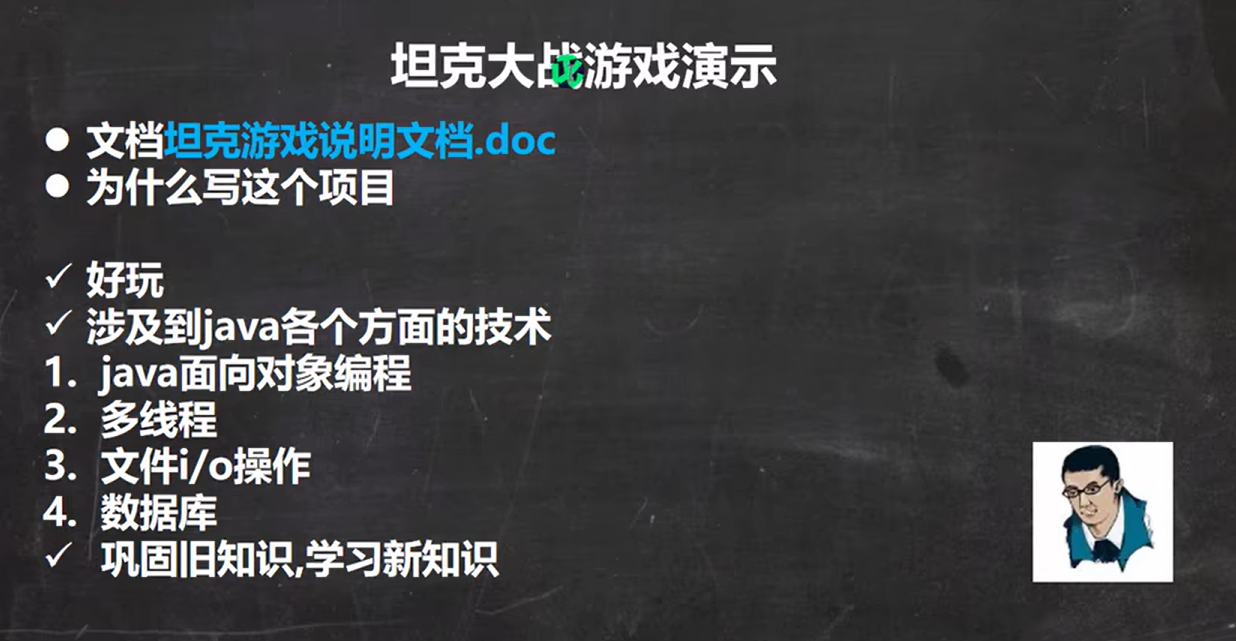 坦克大战游戏演示
● 文档坦克游戏说明文档.doc
● 为什么写这个项目
✓ 好玩
✓ 涉及到java各个方面的技术
1. java面向对象编程
2. 多线程
3. 文件i/o操作
4. 数据库
✓ 巩固旧知识,学习新知识